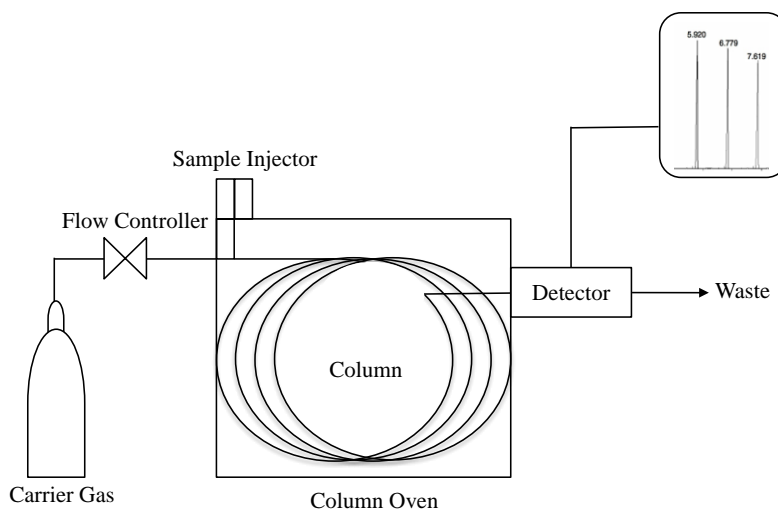 5.920
6.779
7.619
Sample Injector
Flow Controller
Detector
Waste
Column
Carrier Gas
Column Oven